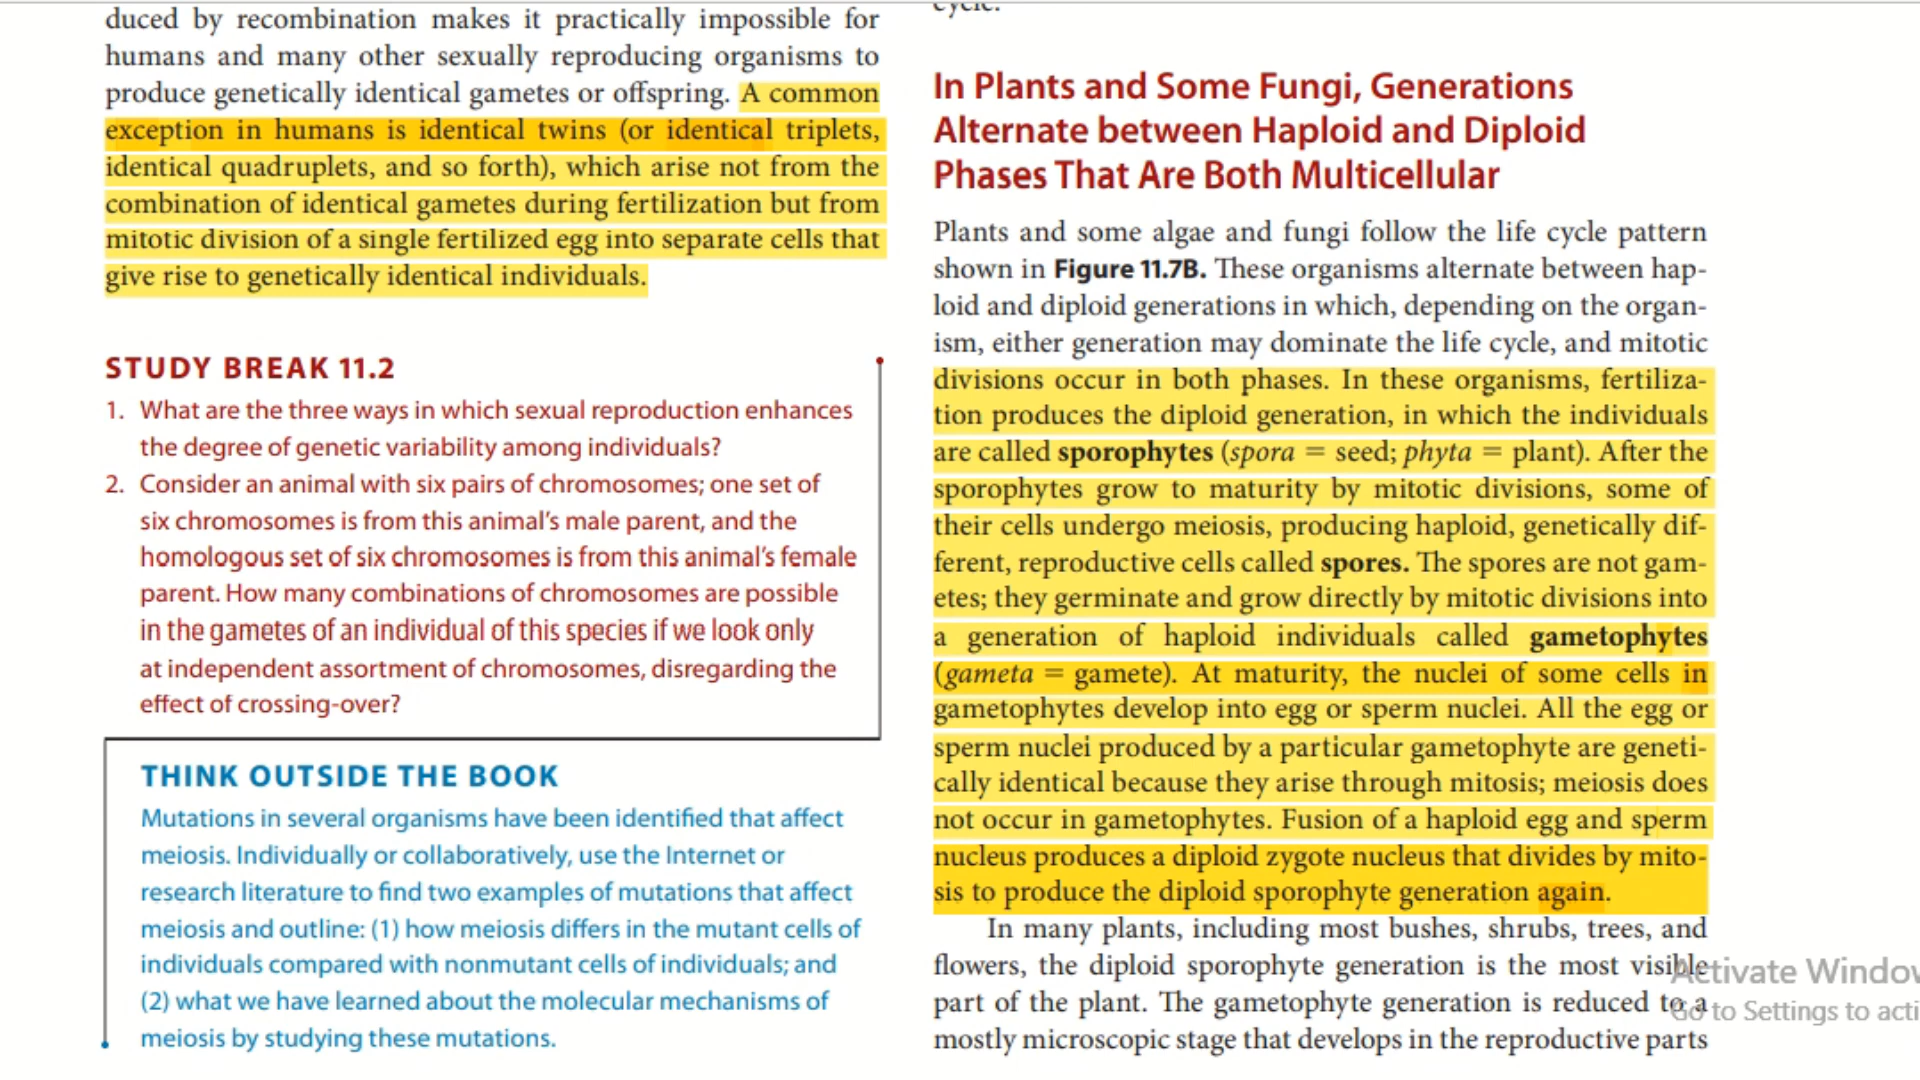 duced by recombination makes it practically impossible for
humans and many other sexually reproducing organisms to
produce genetically identical gametes or offspring. A common
exception in humans is identical twins (or identical triplets,
identical quadruplets, and so forth), which arise not from the
combination of identical gametes during fertilization but from
mitotic division of a single fertilized egg into separate cells that
give rise to genetically identical individuals.
STUDY BREAK 11.2
1. What are the three ways in which sexual reproduction enhances
the degree of genetic variability among individuals?
2. Consider an animal with six pairs of chromosomes; one set of
six chromosomes is from this animal's male parent, and the
homologous set of six chromosomes is from this animal's female
parent. How many combinations of chromosomes are possible
in the gametes of an individual of this species if we look only
at independent assortment of chromosomes, disregarding the
effect of crossing-over?
THINK OUTSIDE THE BOOK
Mutations in several organisms have been identified that affect
meiosis. Individually or collaboratively, use the Internet or
research literature to find two examples of mutations that affect
meiosis and outline: (1) how meiosis differs in the mutant cells of
individuals compared with nonmutant cells of individuals; and
(2) what we have learned about the molecular mechanisms of
meiosis by studying these mutations.
cycle.
In Plants and Some Fungi, Generations
Alternate between Haploid and Diploid
Phases That Are Both Multicellular
Plants and some algae and fungi follow the life cycle pattern
shown in Figure 11.7B. These organisms alternate between hap-
loid and diploid generations in which, depending on the organ-
ism, either generation may dominate the life cycle, and mitotic
divisions occur in both phases. In these organisms, fertiliza-
tion produces the diploid generation, in which the individuals
are called sporophytes (spora = seed; phyta = plant). After the
sporophytes grow to maturity by mitotic divisions, some of
their cells undergo meiosis, producing haploid, genetically dif-
ferent, reproductive cells called spores. The spores are not gam-
etes; they germinate and grow directly by mitotic divisions into
a generation of haploid individuals called gametophytes
(gameta = gamete). At maturity, the nuclei of some cells in
gametophytes develop into egg or sperm nuclei. All the egg or
sperm nuclei produced by a particular gametophyte are geneti-
cally identical because they arise through mitosis; meiosis does
not occur in gametophytes. Fusion of a haploid egg and sperm
nucleus produces a diploid zygote nucleus that divides by mito-
sis to produce the diploid sporophyte generation again.
In many plants, including most bushes, shrubs, trees, and
flowers, the diploid sporophyte generation is the most visible
part of the plant. The gametophyte generation is reduced to a
mostly microscopic stage that develops in the reproductive parts
Activate Window
Go to Settings to acti